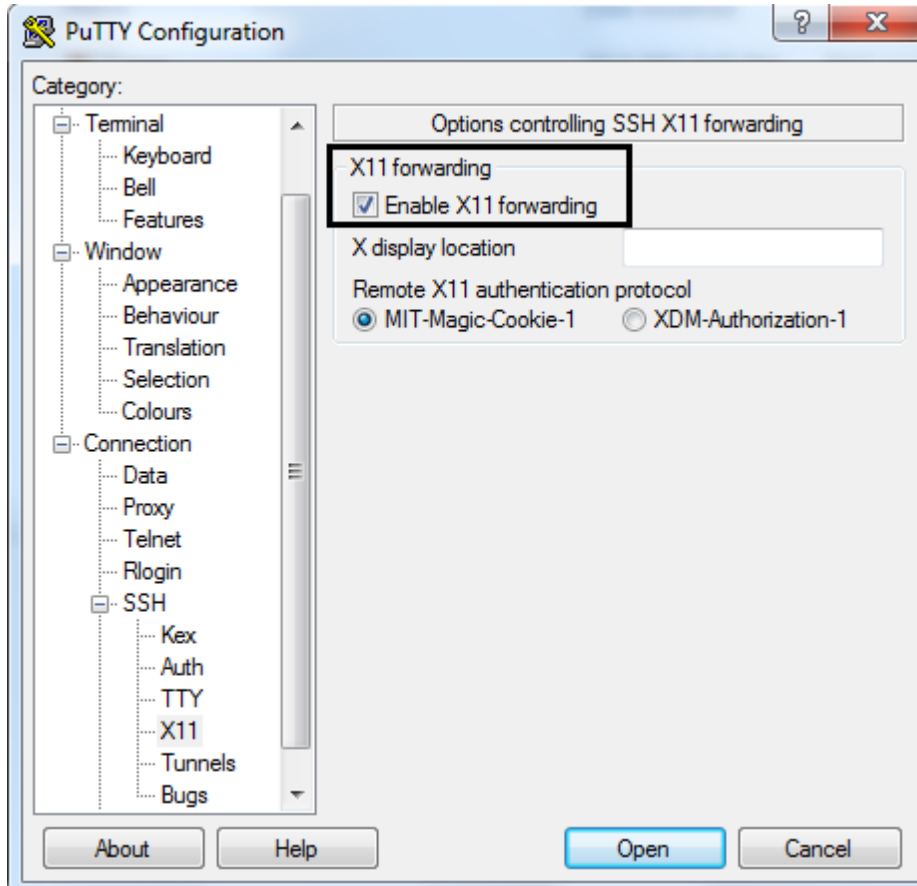 PuTTY Configuration
?
Category:
Terminal
Keyboard
Bell
Features
Window
Appearance
Behaviour
Translation
Selection
Colours
Connection
Data
Proxy
Telnet
Rlogin
SSH
Kex
Auth
TTY
X11
Tunnels
Bugs
Options controlling SSH X11 forwarding
X11 forwarding
Enable X11 forwarding
X display location
Remote X11 authentication protocol
MIT-Magic-Cookie-1 XDM-Authorization-1
About Help Open Cancel